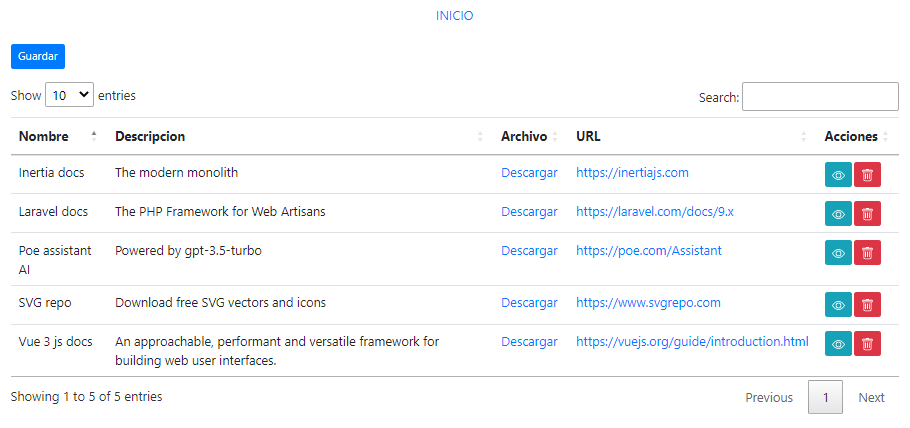 INICIO
Guardar
Show 10 entries Search:
Nombre Descripcion Archivo URL Acciones
Inertia docs The modern monolith Descargar https://inertiajs.com
Laravel docs The PHP Framework for Web Artisans Descargar https://laravel.com/docs/9.x
Poe assistant Powered by gpt-3.5-turbo Descargar https://poe.com/Assistant
AI
SVG repo Download free SVG vectors and icons Descargar https://www.svgrepo.com
Vue 3 js docs An approachable, performant and versatile framework for Descargar https://vuejs.org/guide/introduction.html
building web user interfaces.
Showing 1 to 5 of 5 entries Previous 1 Next